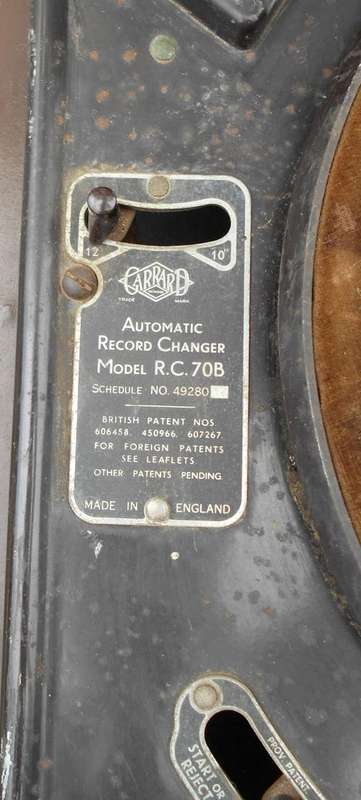 12" 10"
GARRARD
TRADE MARK
AUTOMATIC
RECORD CHANGER
MODEL R.C.70B
SCHEDULE NO. 49280
BRITISH PATENT NOS
606458. 450966. 607267.
FOR FOREIGN PATENTS
SEE LEAFLETS.
OTHER PATENTS PENDING.
MADE IN ENGLAND
PROV. PATENT
START OR
REJECT